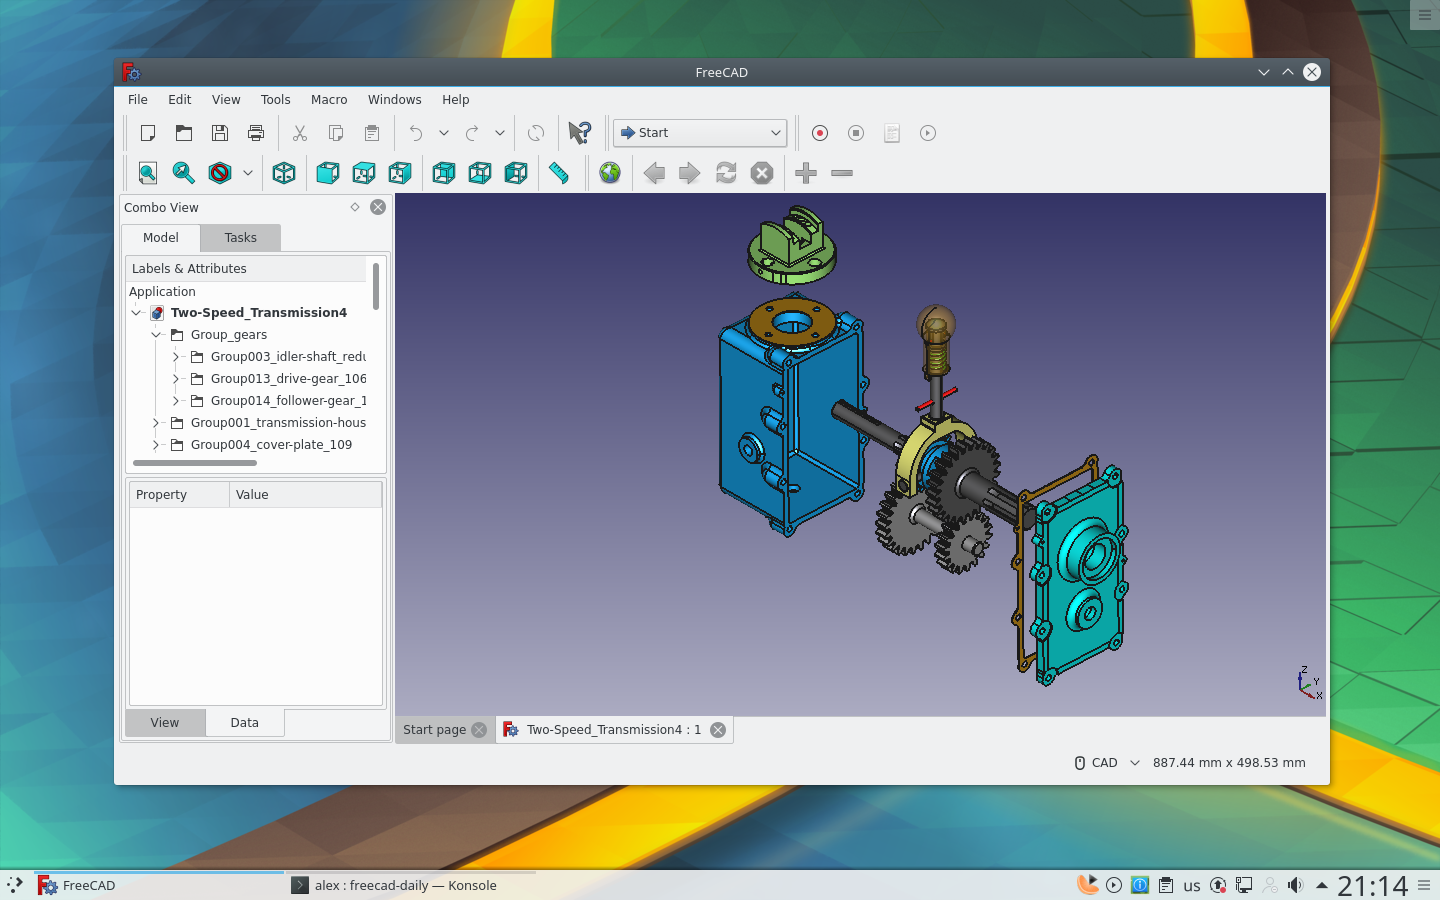 FreeCAD
File Edit View Tools Macro Windows Help
Start
Combo View
Model Tasks
Labels & Attributes
Application
Two-Speed_Transmission4
Group_gears
Group003_idler-shaft_redu
Group013_drive-gear_106
Group014_follower-gear_1
Group001_transmission-hous
Group004_cover-plate_109
Property Value
View Data
Z
Y
X
Start page Two-Speed_Transmission4 : 1
CAD 887.44 mm x 498.53 mm
FreeCAD alex : freecad-daily — Konsole us 21:14